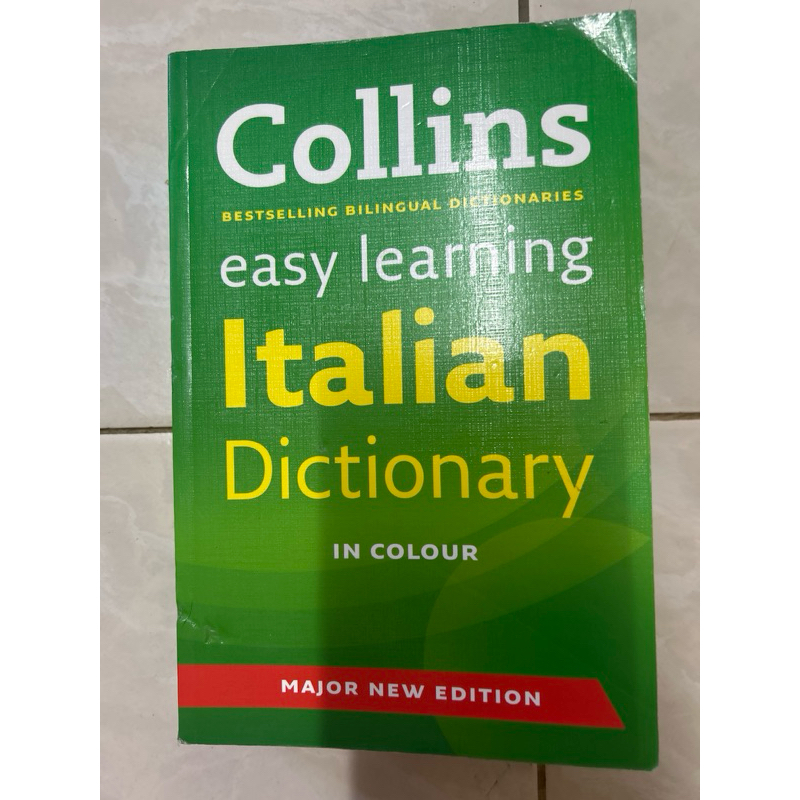 Collins
BESTSELLING BILINGUAL DICTIONARIES
easy learning
Italian
Dictionary
IN COLOUR
MAJOR NEW EDITION